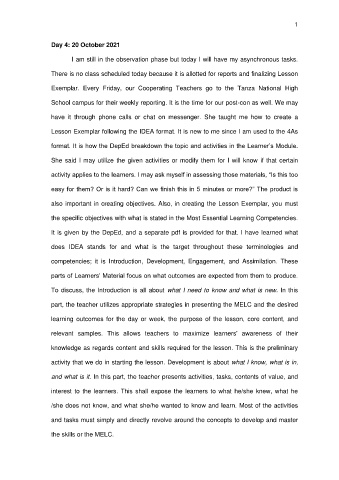 1
Day 4: 20 October 2021
I am still in the observation phase but today I will have my asynchronous tasks.
There is no class scheduled today because it is allotted for reports and finalizing Lesson
Exemplar. Every Friday, our Cooperating Teachers go to the Tanza National High
School campus for their weekly reporting. It is the time for our post-con as well. We may
have it through phone calls or chat on messenger. She taught me how to create a
Lesson Exemplar following the IDEA format. It is new to me since I am used to the 4As
format. It is how the DepEd breakdown the topic and activities in the Learner's Module.
She said I may utilize the given activities or modify them for I will know if that certain
activity applies to the learners. I may ask myself in assessing those materials, "Is this too
easy for them? Or is it hard? Can we finish this in 5 minutes or more?" The product is
also important in creating objectives. Also, in creating the Lesson Exemplar, you must
the specific objectives with what is stated in the Most Essential Learning Competencies.
It is given by the DepEd, and a separate pdf is provided for that. I have learned what
does IDEA stands for and what is the target throughout these terminologies and
competencies; it is Introduction, Development, Engagement, and Assimilation. These
parts of Learners' Material focus on what outcomes are expected from them to produce.
To discuss, the Introduction is all about what I need to know and what is new. In this
part, the teacher utilizes appropriate strategies in presenting the MELC and the desired
learning outcomes for the day or week, the purpose of the lesson, core content, and
relevant samples. This allows teachers to maximize learners' awareness of their
knowledge as regards content and skills required for the lesson. This is the preliminary
activity that we do in starting the lesson. Development is about what I know, what is in,
and what is it. In this part, the teacher presents activities, tasks, contents of value, and
interest to the learners. This shall expose the learners to what he/she knew, what he
/she does not know, and what she/he wanted to know and learn. Most of the activities
and tasks must simply and directly revolve around the concepts to develop and master
the skills or the MELC.